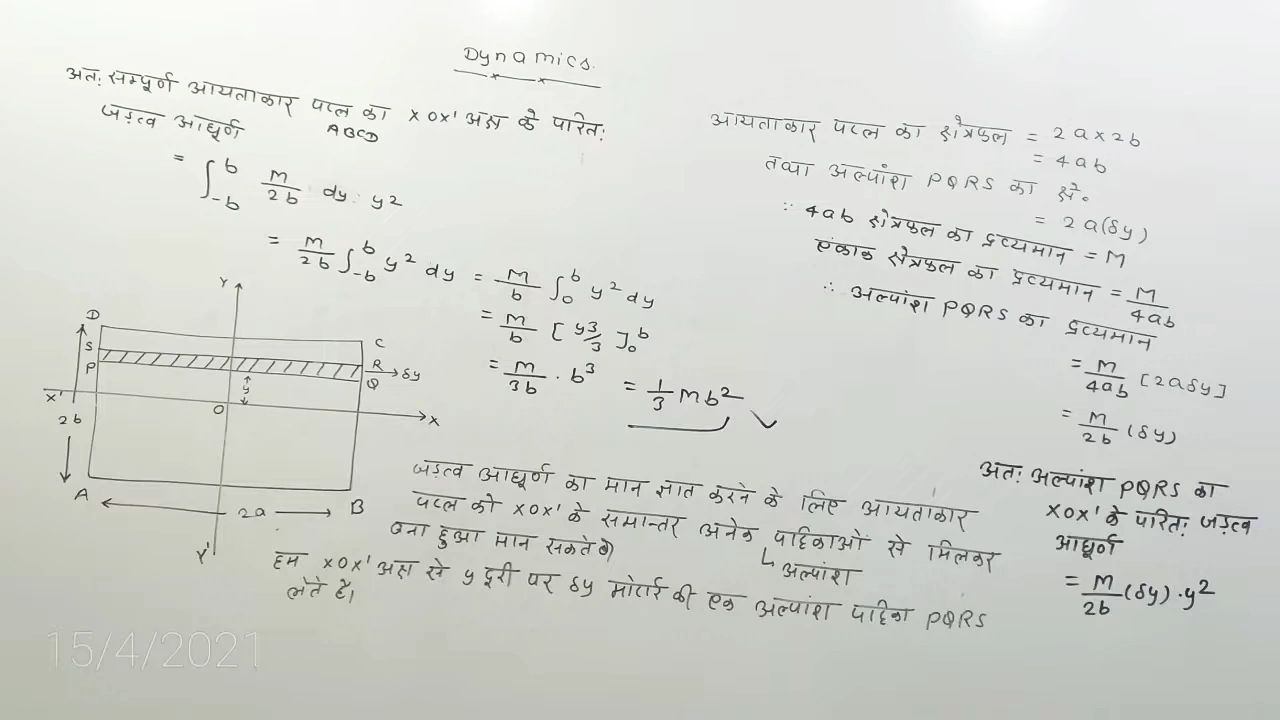 Dynamics.
अतः सम्पूर्ण आयताकार पटल का XOX' अक्ष के परितः
ABCD
जड़त्व आघूर्ण
= ∫_{-b}^{b} M/2b dy. y²
= M/2b ∫_{-b}^{b} y² dy = M/b ∫_0^b y² dy
= M/b [y³/3]_0^b
= M/3b . b³ = 1/3 Mb²
Y
D
C
S
R
δy
P
Q
y
X'
O
X
2b
A
2a
B
Y'
जड़त्व आघूर्ण का मान ज्ञात करने के लिए आयताकार
पटल को XOX' के समान्तर अनेक पट्टिकाओं से मिलकर
अल्पांश
बना हुआ मान सकते है
हम XOX' अक्ष से y दूरी पर δy मोटाई की एक अल्पांश पट्टिका PQRS
लेते हैं।
आयताकार पटल का क्षेत्रफल = 2a×2b
= 4ab
तथा अल्पांश PQRS का क्षे०
= 2a(δy)
∵ 4ab क्षेत्रफल का द्रव्यमान = M
एकांक क्षेत्रफल का द्रव्यमान = M/4ab
∴ अल्पांश PQRS का द्रव्यमान
= M/4ab [2aδy]
= M/2b (δy)
अतः अल्पांश PQRS का
XOX' के परितः जड़त्व
आघूर्ण
= M/2b (δy).y²
15/4/2021